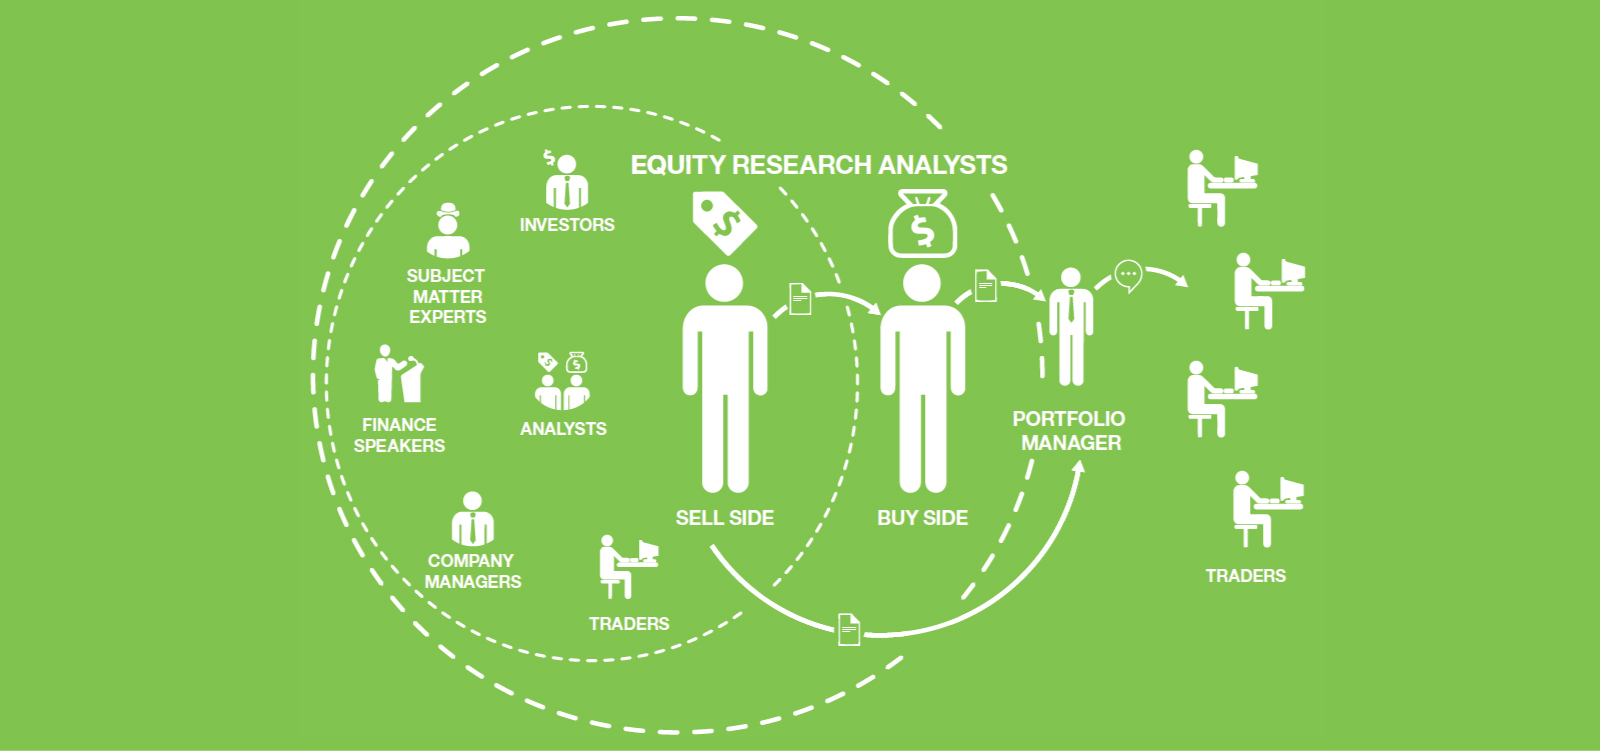 EQUITY RESEARCH ANALYSTS
$
INVESTORS
$
$
SUBJECT
MATTER
EXPERTS
$
$
FINANCE
SPEAKERS
ANALYSTS
PORTFOLIO
MANAGER
SELL SIDE
BUY SIDE
COMPANY
MANAGERS
TRADERS
TRADERS